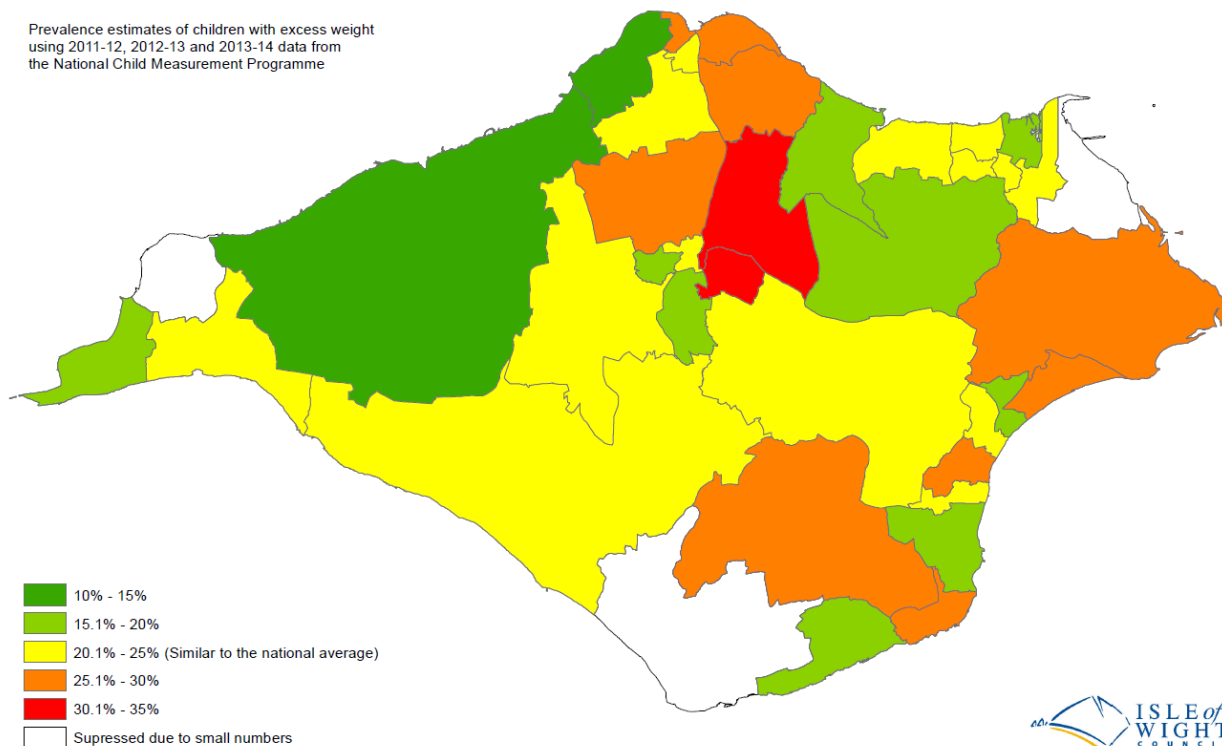 Prevalence estimates of children with excess weight
using 2011-12, 2012-13 and 2013-14 data from
the National Child Measurement Programme
10% - 15%
15.1% - 20%
20.1% - 25% (Similar to the national average)
25.1% - 30%
30.1% - 35%
Supressed due to small numbers
ISLE of
WIGHT
COUNCIL